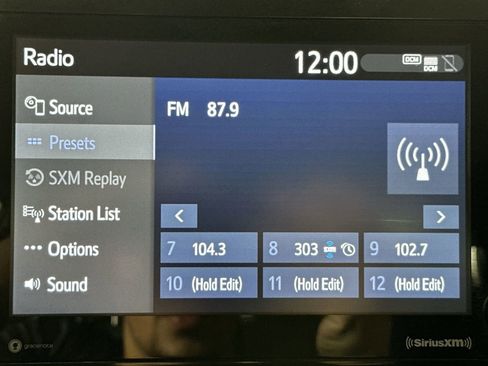 Radio 12:00 DCM DCM
Source
Presets
SXM Replay
Station List
Options
Sound
FM 87.9
7 104.3
8 303
9 102.7
10 (Hold Edit)
11 (Hold Edit)
12 (Hold Edit)
gracenote
SiriusXM